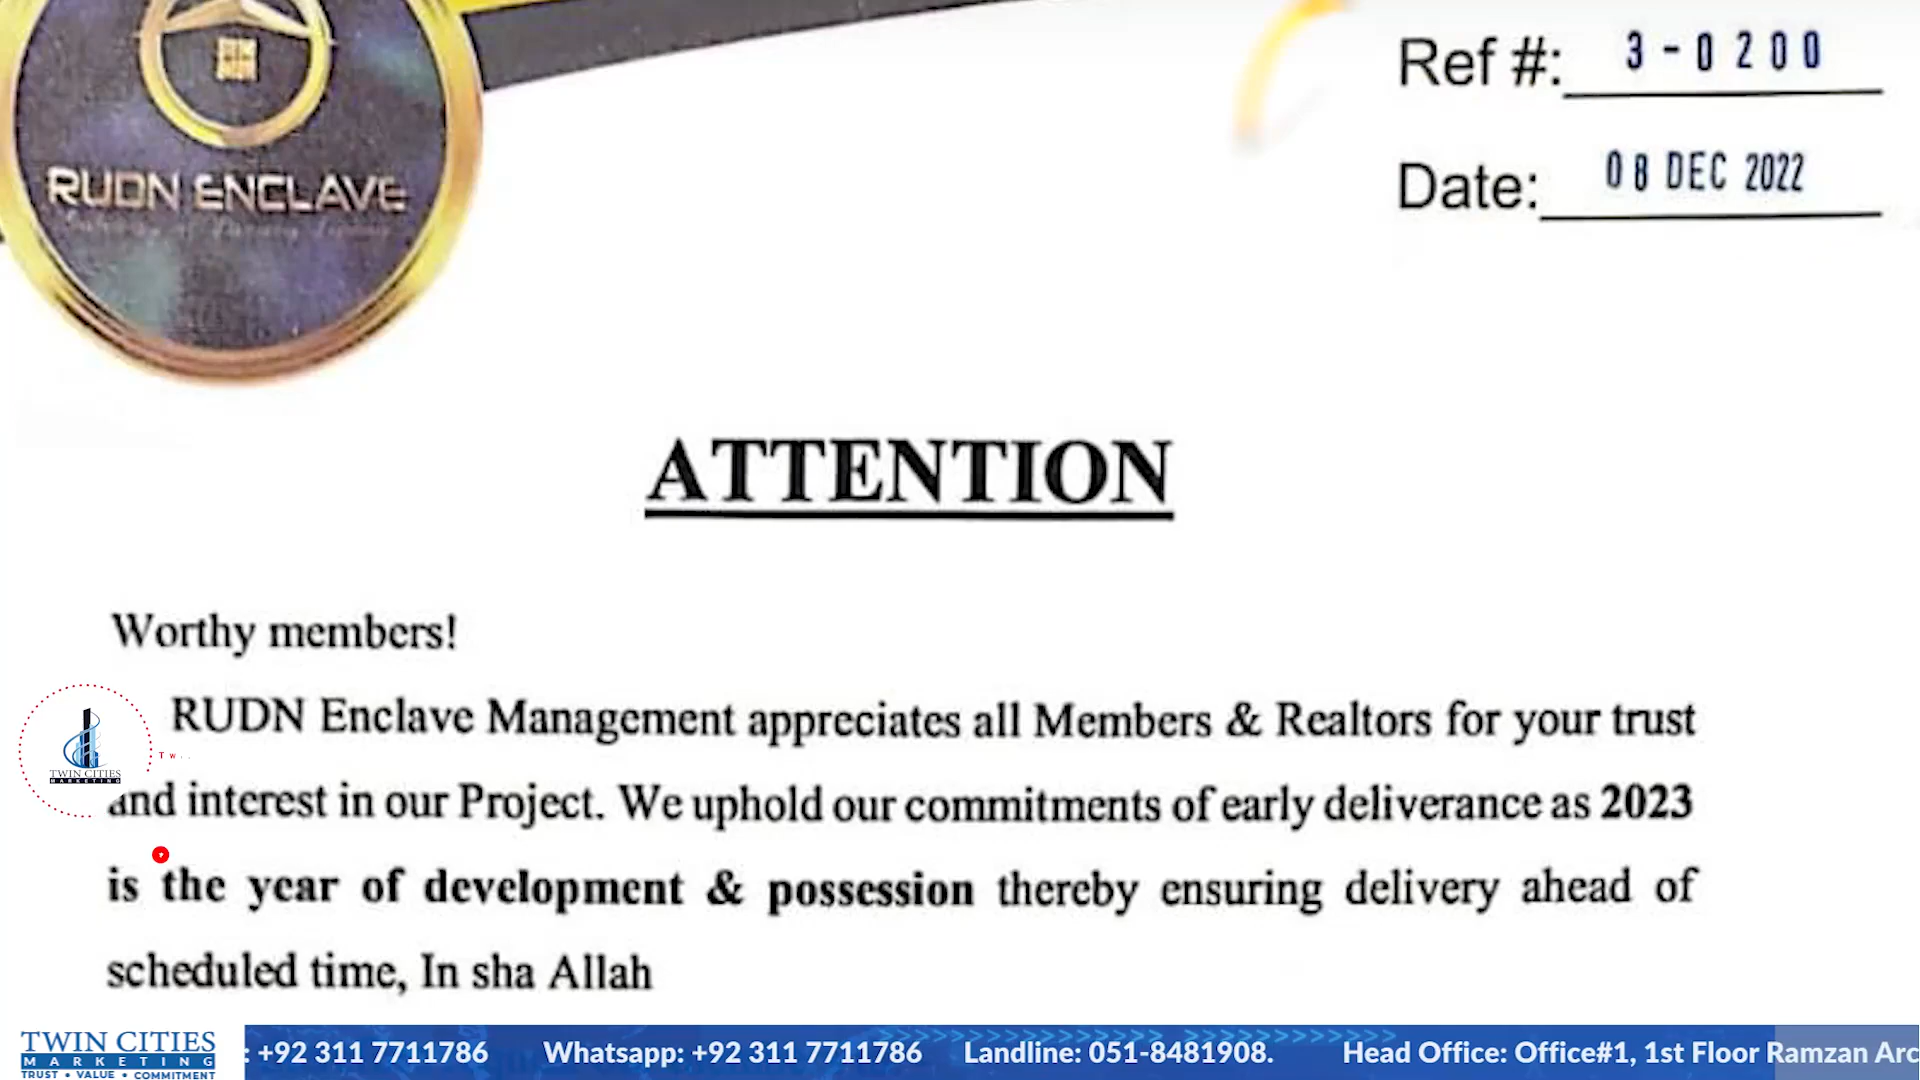 Ref #: 3-0200
Date: 08 DEC 2022
RUDN ENCLAVE
ATTENTION
Worthy members!
RUDN Enclave Management appreciates all Members & Realtors for your trust
and interest in our Project. We uphold our commitments of early deliverance as 2023
is the year of development & possession thereby ensuring delivery ahead of
scheduled time, In sha Allah
TWIN CITIES
MARKETING
TWIN CITIES
MARKETING
TRUST • VALUE • COMMITMENT
: +92 311 7711786 Whatsapp: +92 311 7711786 Landline: 051-8481908. Head Office: Office#1, 1st Floor Ramzan Arc